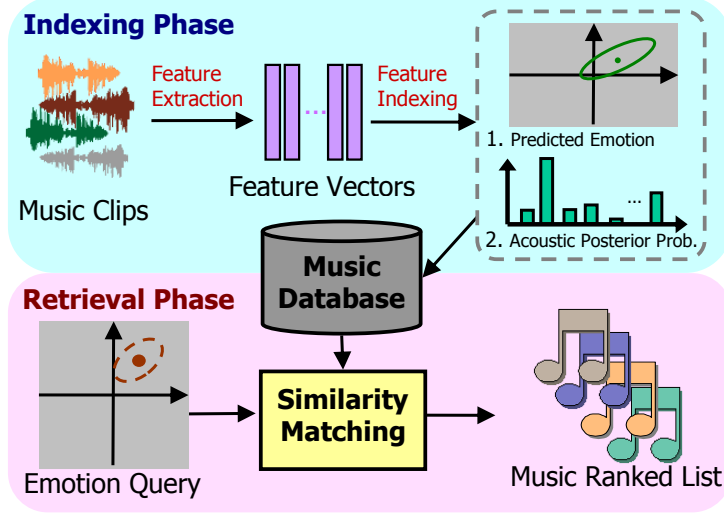 Indexing Phase
Feature
Extraction
Feature
Indexing
...
Music Clips
Feature Vectors
1. Predicted Emotion
...
2. Acoustic Posterior Prob.
Music
Database
Retrieval Phase
Similarity
Matching
Emotion Query
Music Ranked List